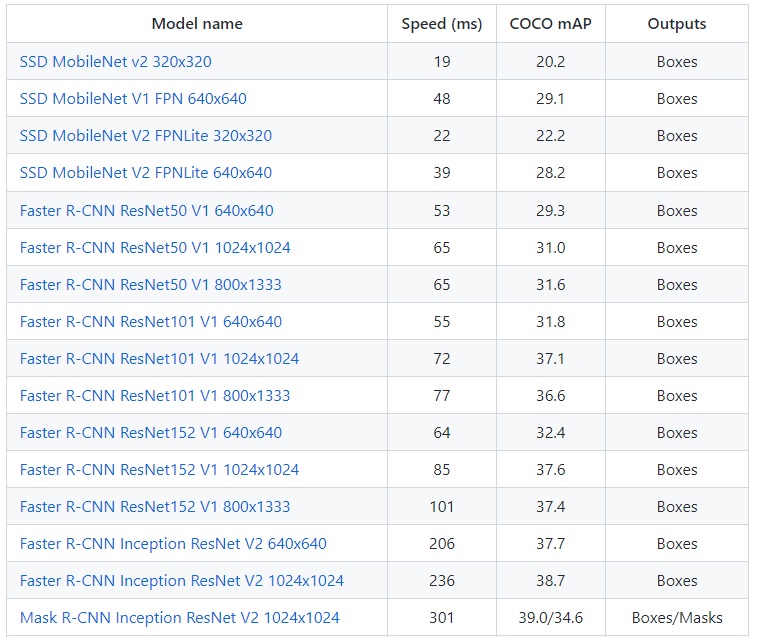 Model name Speed (ms) COCO mAP Outputs
SSD MobileNet v2 320x320 19 20.2 Boxes
SSD MobileNet V1 FPN 640x640 48 29.1 Boxes
SSD MobileNet V2 FPNLite 320x320 22 22.2 Boxes
SSD MobileNet V2 FPNLite 640x640 39 28.2 Boxes
Faster R-CNN ResNet50 V1 640x640 53 29.3 Boxes
Faster R-CNN ResNet50 V1 1024x1024 65 31.0 Boxes
Faster R-CNN ResNet50 V1 800x1333 65 31.6 Boxes
Faster R-CNN ResNet101 V1 640x640 55 31.8 Boxes
Faster R-CNN ResNet101 V1 1024x1024 72 37.1 Boxes
Faster R-CNN ResNet101 V1 800x1333 77 36.6 Boxes
Faster R-CNN ResNet152 V1 640x640 64 32.4 Boxes
Faster R-CNN ResNet152 V1 1024x1024 85 37.6 Boxes
Faster R-CNN ResNet152 V1 800x1333 101 37.4 Boxes
Faster R-CNN Inception ResNet V2 640x640 206 37.7 Boxes
Faster R-CNN Inception ResNet V2 1024x1024 236 38.7 Boxes
Mask R-CNN Inception ResNet V2 1024x1024 301 39.0/34.6 Boxes/Masks